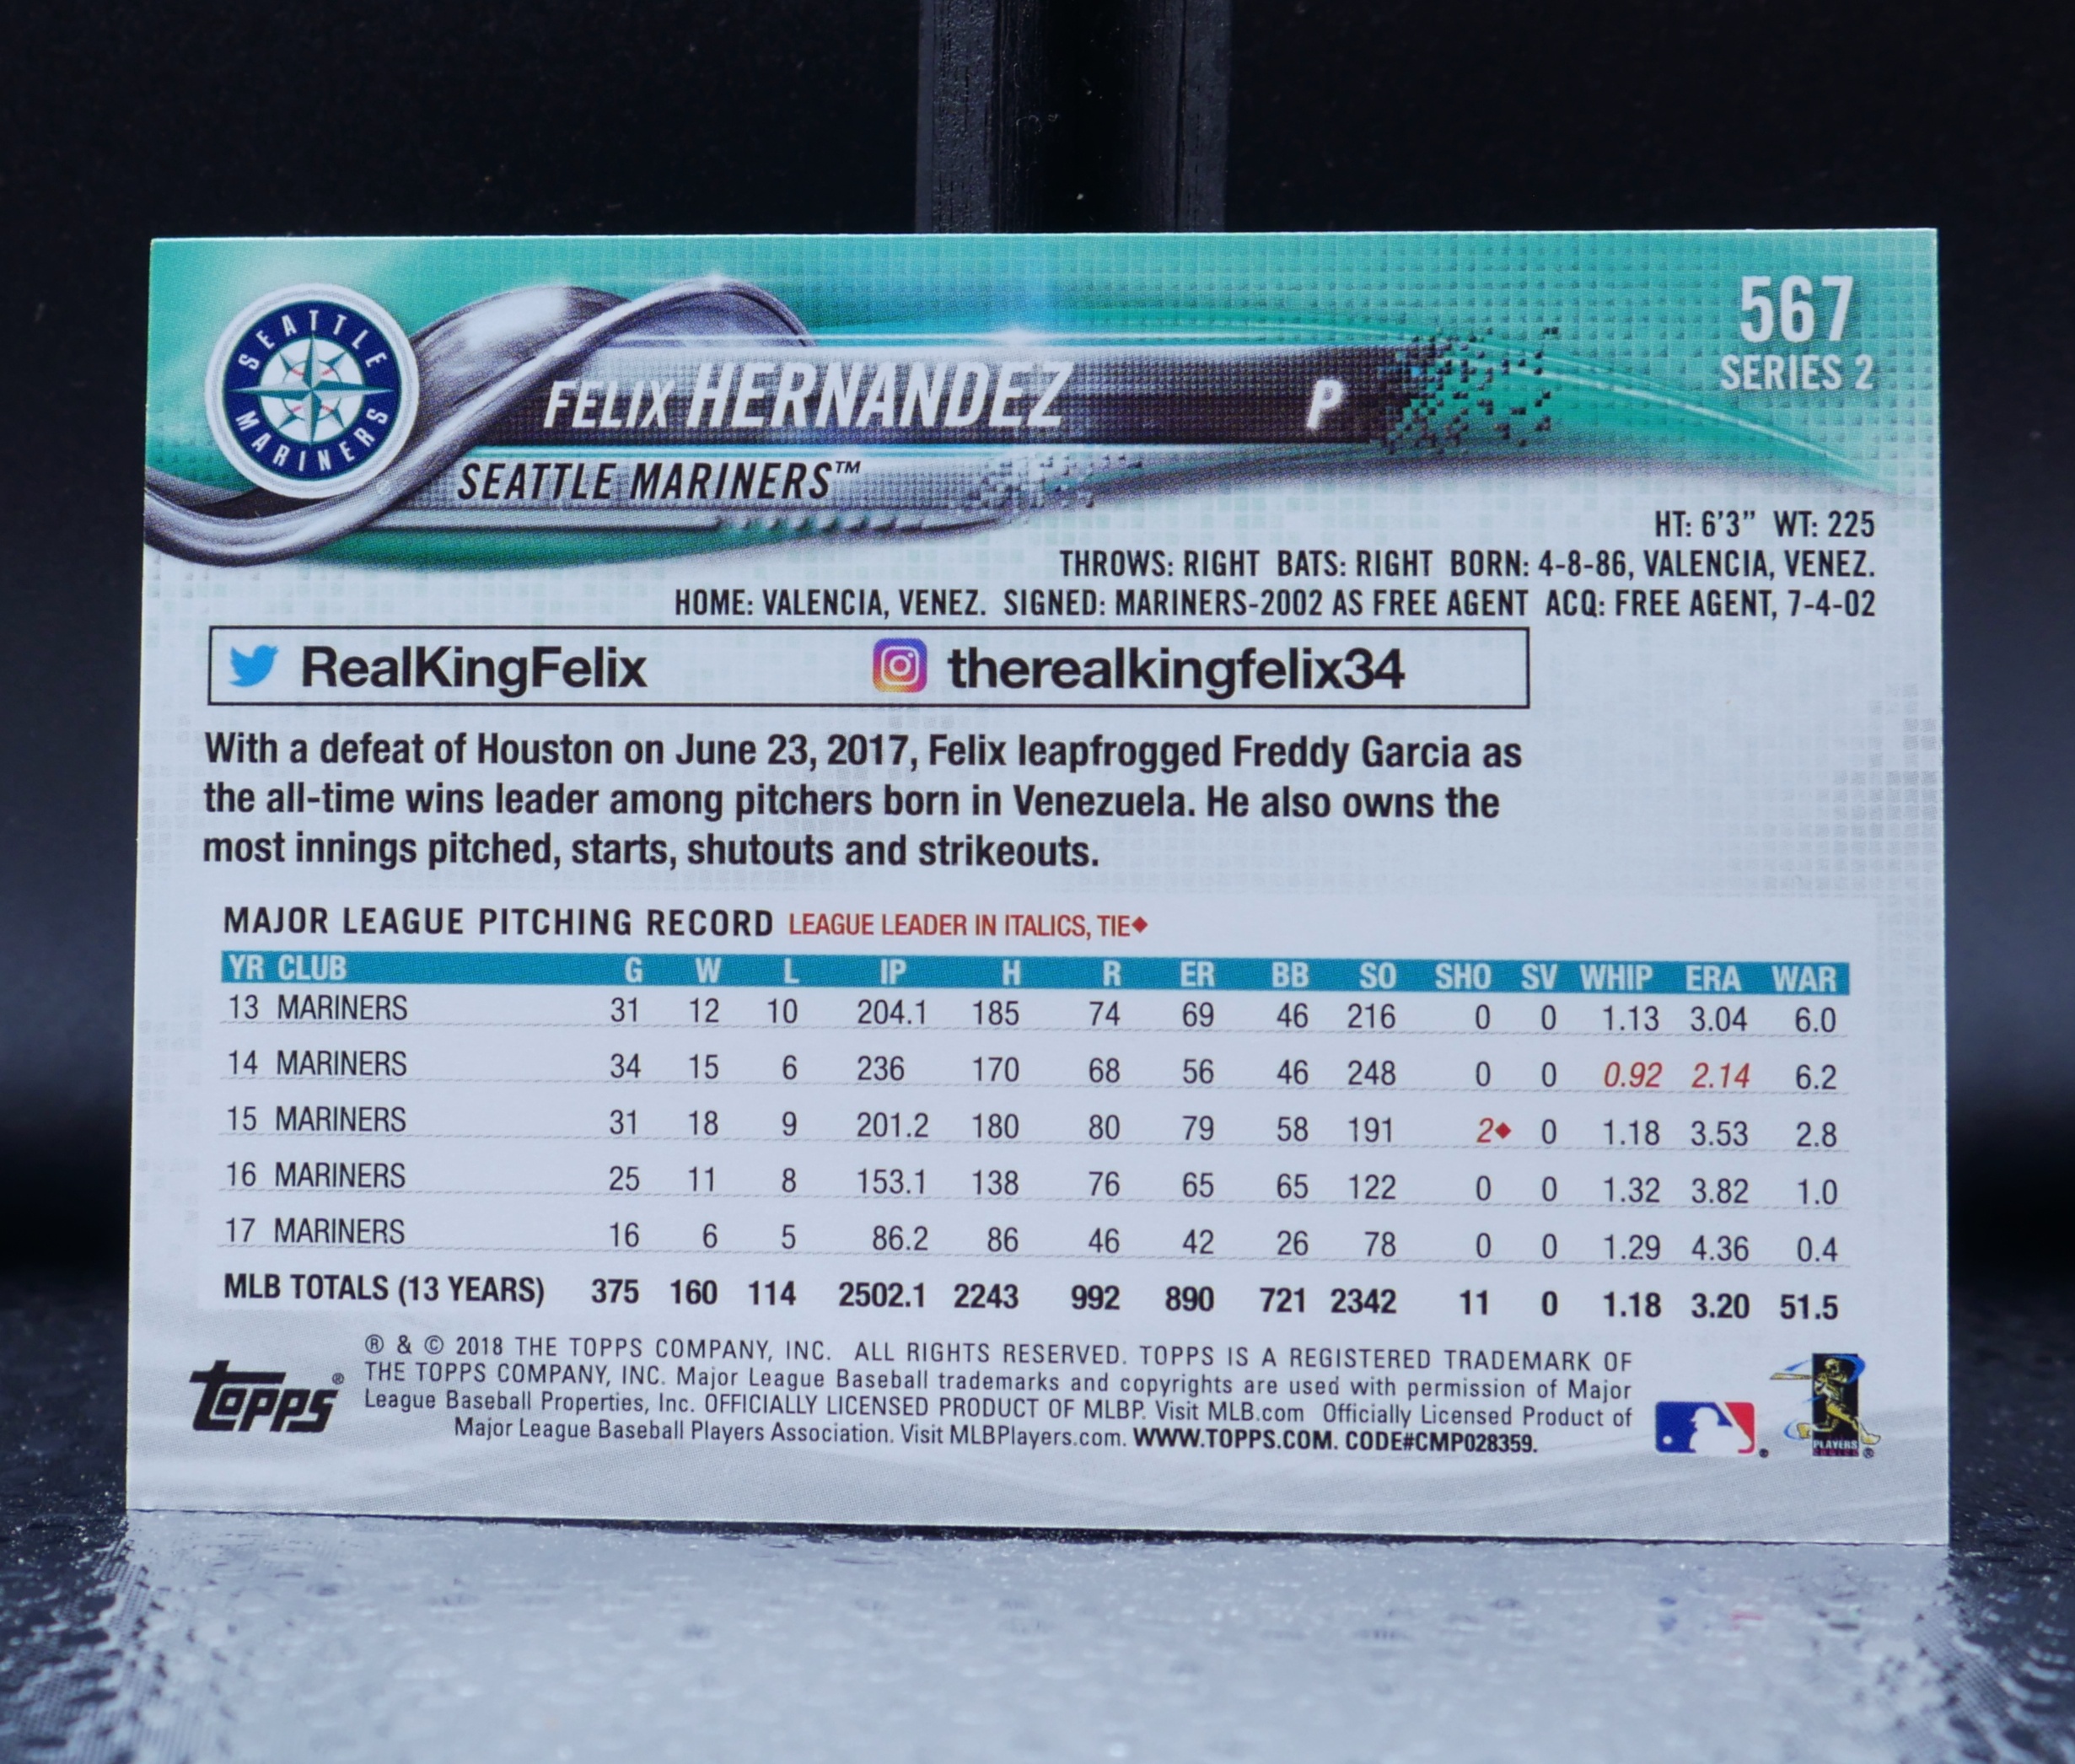 SEATTLE MARINERS
FELIX HERNANDEZ P
SEATTLE MARINERS™
567
SERIES 2
HT: 6'3" WT: 225
THROWS: RIGHT BATS: RIGHT BORN: 4-8-86, VALENCIA, VENEZ.
HOME: VALENCIA, VENEZ. SIGNED: MARINERS-2002 AS FREE AGENT ACQ: FREE AGENT, 7-4-02
RealKingFelix therealkingfelix34
With a defeat of Houston on June 23, 2017, Felix leapfrogged Freddy Garcia as
the all-time wins leader among pitchers born in Venezuela. He also owns the
most innings pitched, starts, shutouts and strikeouts.
MAJOR LEAGUE PITCHING RECORD LEAGUE LEADER IN ITALICS, TIE◆
YR CLUB G W L IP H R ER BB SO SHO SV WHIP ERA WAR
13 MARINERS 31 12 10 204.1 185 74 69 46 216 0 0 1.13 3.04 6.0
14 MARINERS 34 15 6 236 170 68 56 46 248 0 0 0.92 2.14 6.2
15 MARINERS 31 18 9 201.2 180 80 79 58 191 2◆ 0 1.18 3.53 2.8
16 MARINERS 25 11 8 153.1 138 76 65 65 122 0 0 1.32 3.82 1.0
17 MARINERS 16 6 5 86.2 86 46 42 26 78 0 0 1.29 4.36 0.4
MLB TOTALS (13 YEARS) 375 160 114 2502.1 2243 992 890 721 2342 11 0 1.18 3.20 51.5
® & © 2018 THE TOPPS COMPANY, INC. ALL RIGHTS RESERVED. TOPPS IS A REGISTERED TRADEMARK OF
THE TOPPS COMPANY, INC. Major League Baseball trademarks and copyrights are used with permission of Major
League Baseball Properties, Inc. OFFICIALLY LICENSED PRODUCT OF MLBP. Visit MLB.com Officially Licensed Product of
Major League Baseball Players Association. Visit MLBPlayers.com. WWW.TOPPS.COM. CODE#CMP028359.
Topps®
PLAYERS
CHOICE®